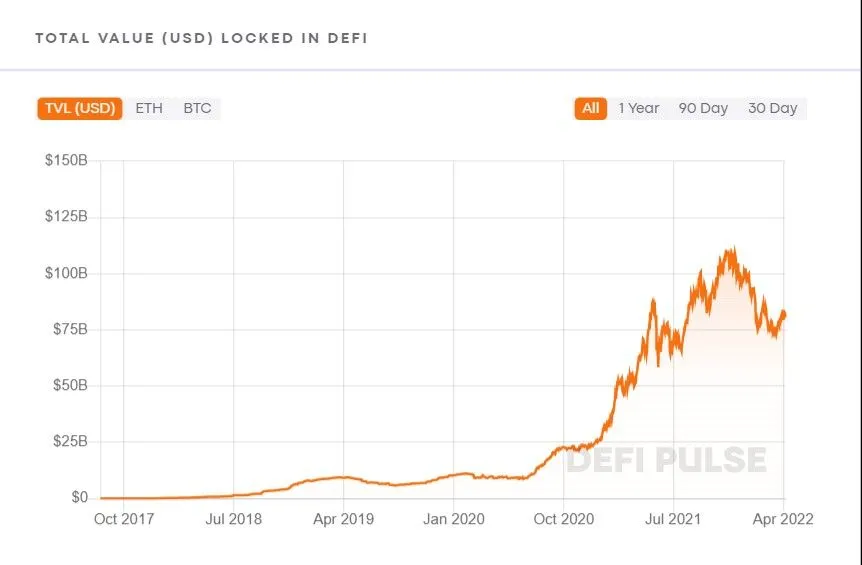 TOTAL VALUE (USD) LOCKED IN DEFI
TVL (USD) ETH BTC All 1 Year 90 Day 30 Day
$150B
$125B
$100B
$75B
$50B
$25B
$0
DEFI PULSE
Oct 2017 Jul 2018 Apr 2019 Jan 2020 Oct 2020 Jul 2021 Apr 2022